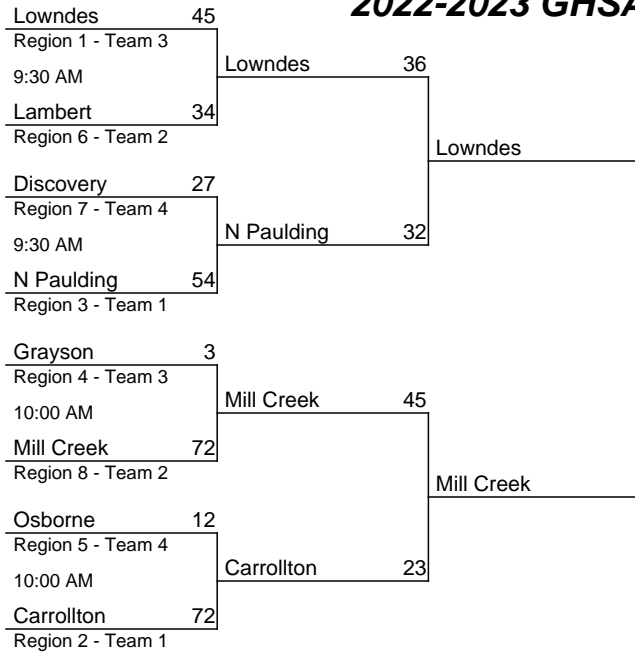 2022-2023 GHSA
Lowndes 45
Region 1 - Team 3
9:30 AM
Lambert 34
Region 6 - Team 2
Discovery 27
Region 7 - Team 4
9:30 AM
N Paulding 54
Region 3 - Team 1
Grayson 3
Region 4 - Team 3
10:00 AM
Mill Creek 72
Region 8 - Team 2
Osborne 12
Region 5 - Team 4
10:00 AM
Carrollton 72
Region 2 - Team 1
Lowndes 36
N Paulding 32
Mill Creek 45
Carrollton 23
Lowndes
Mill Creek